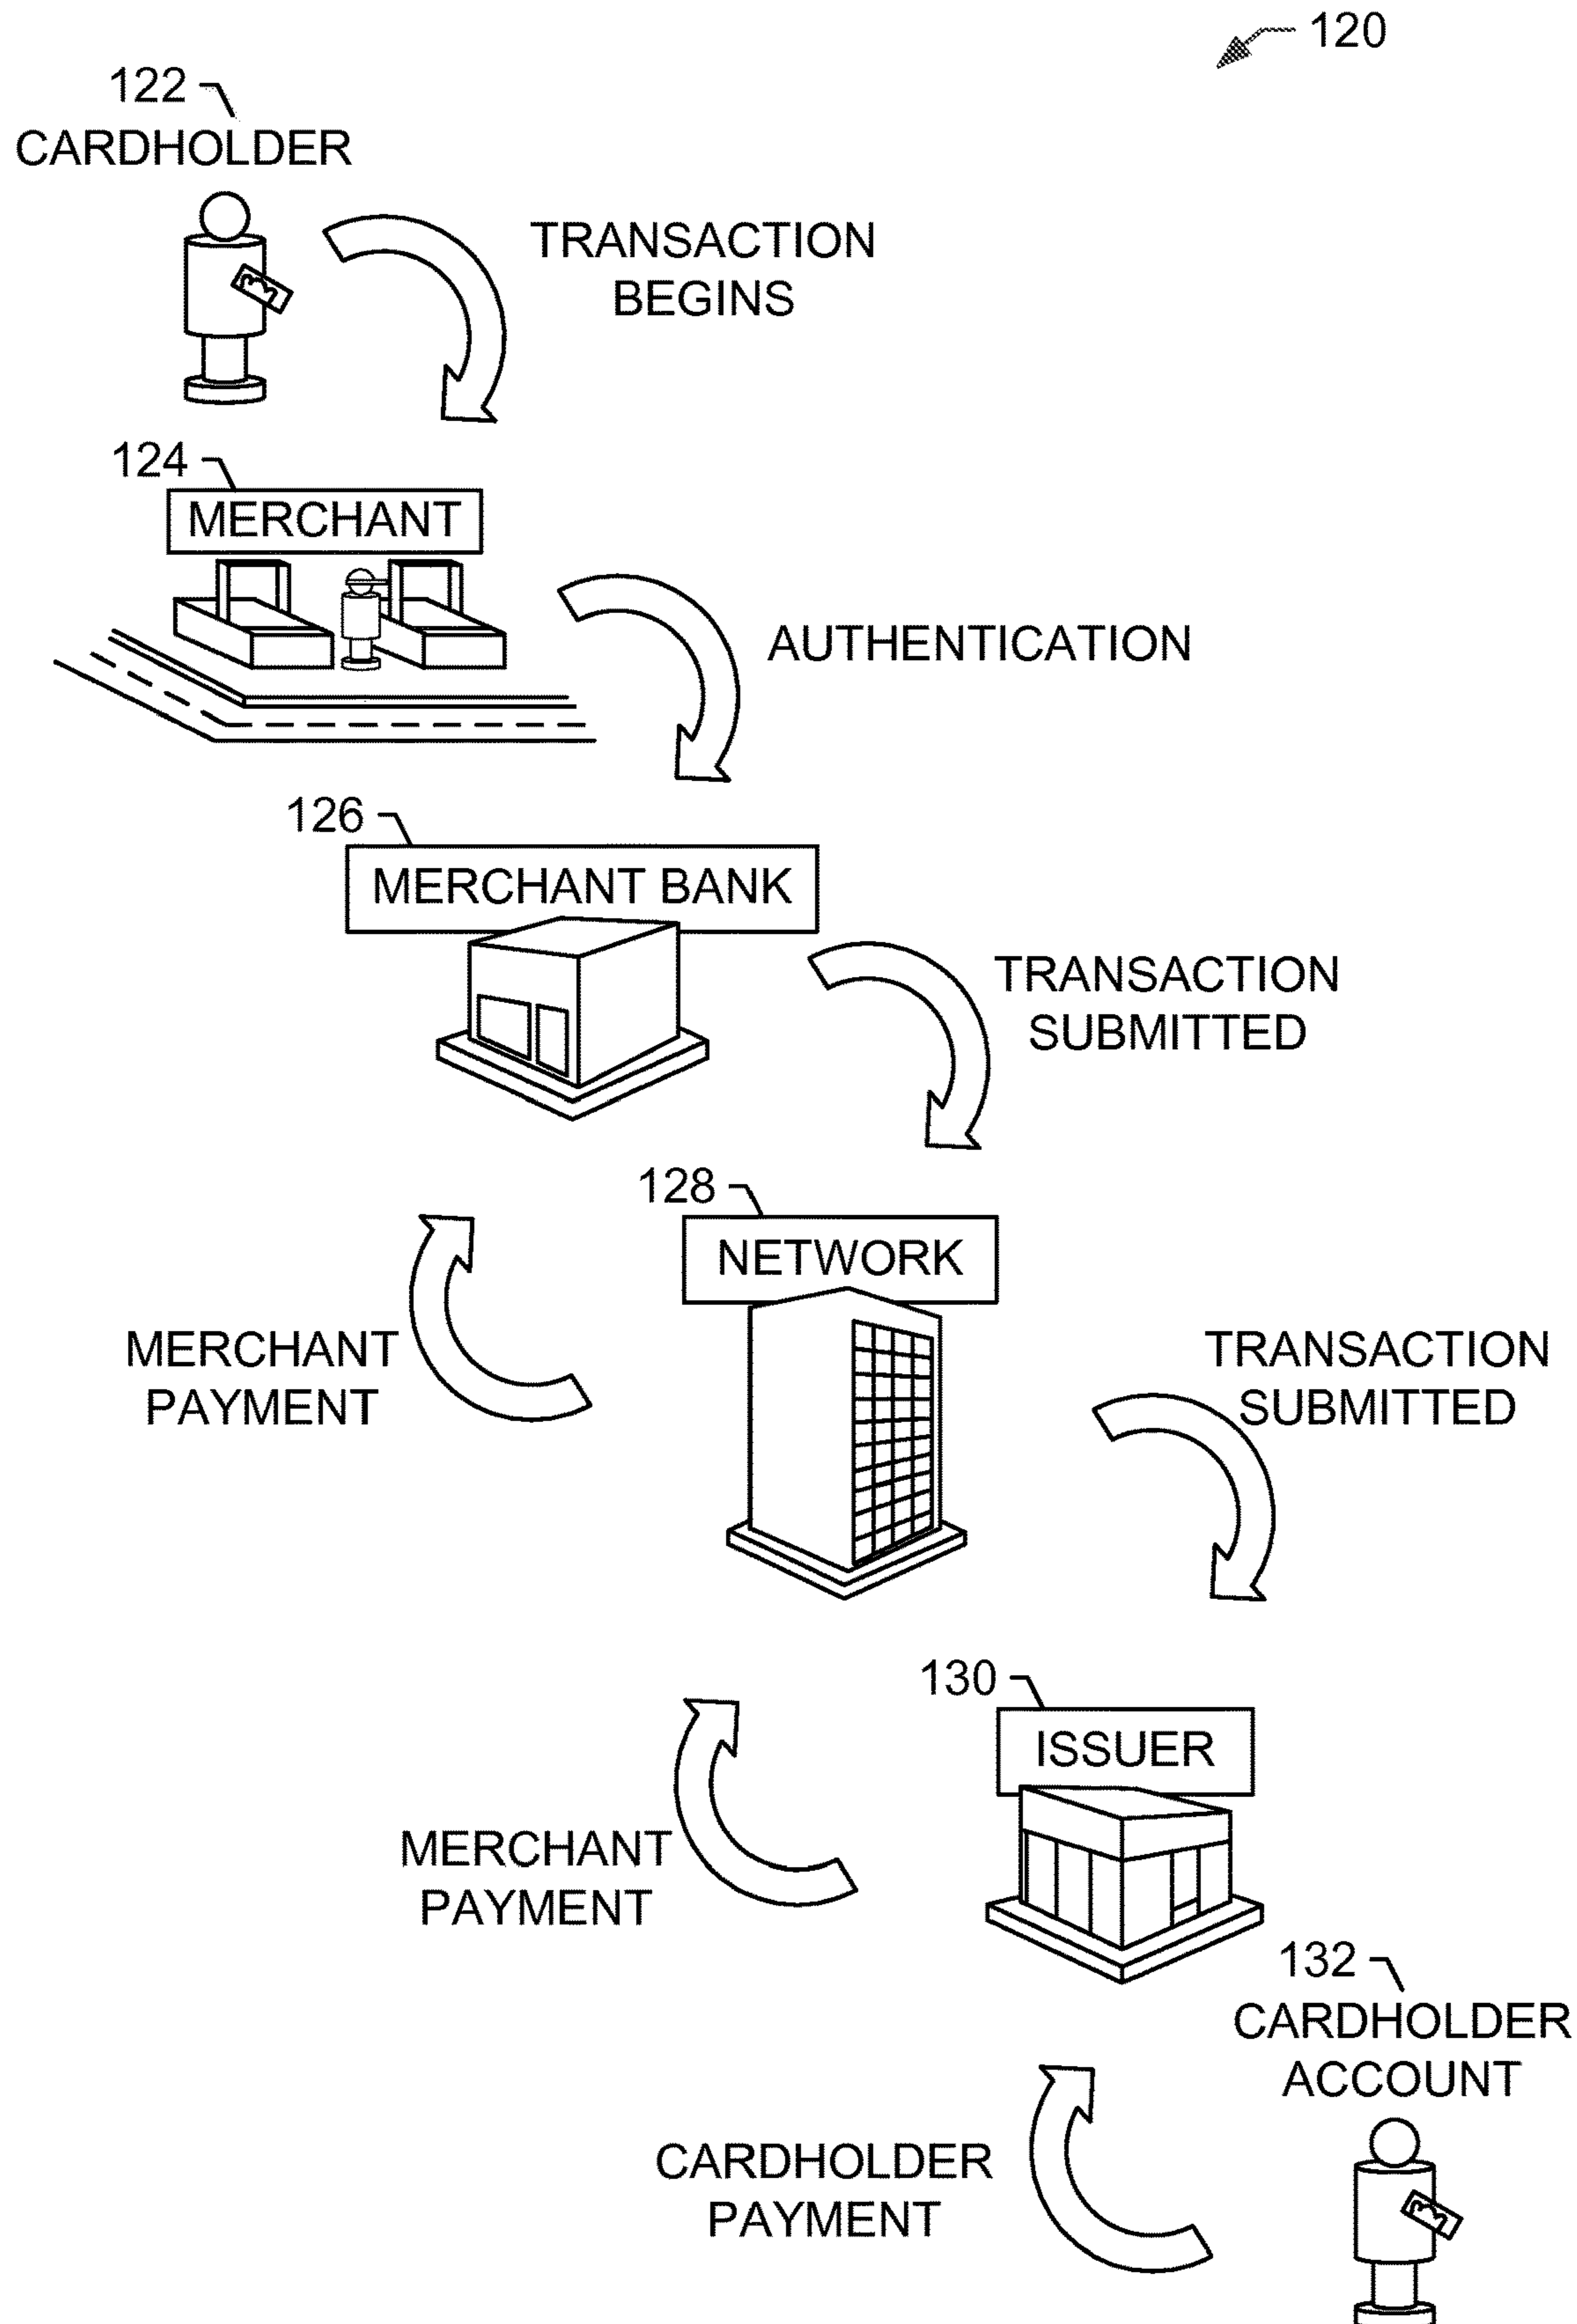 120
122
CARDHOLDER
TRANSACTION
BEGINS
124
MERCHANT
AUTHENTICATION
126
MERCHANT BANK
TRANSACTION
SUBMITTED
128
NETWORK
MERCHANT
PAYMENT
TRANSACTION
SUBMITTED
130
ISSUER
MERCHANT
PAYMENT
132
CARDHOLDER
ACCOUNT
CARDHOLDER
PAYMENT